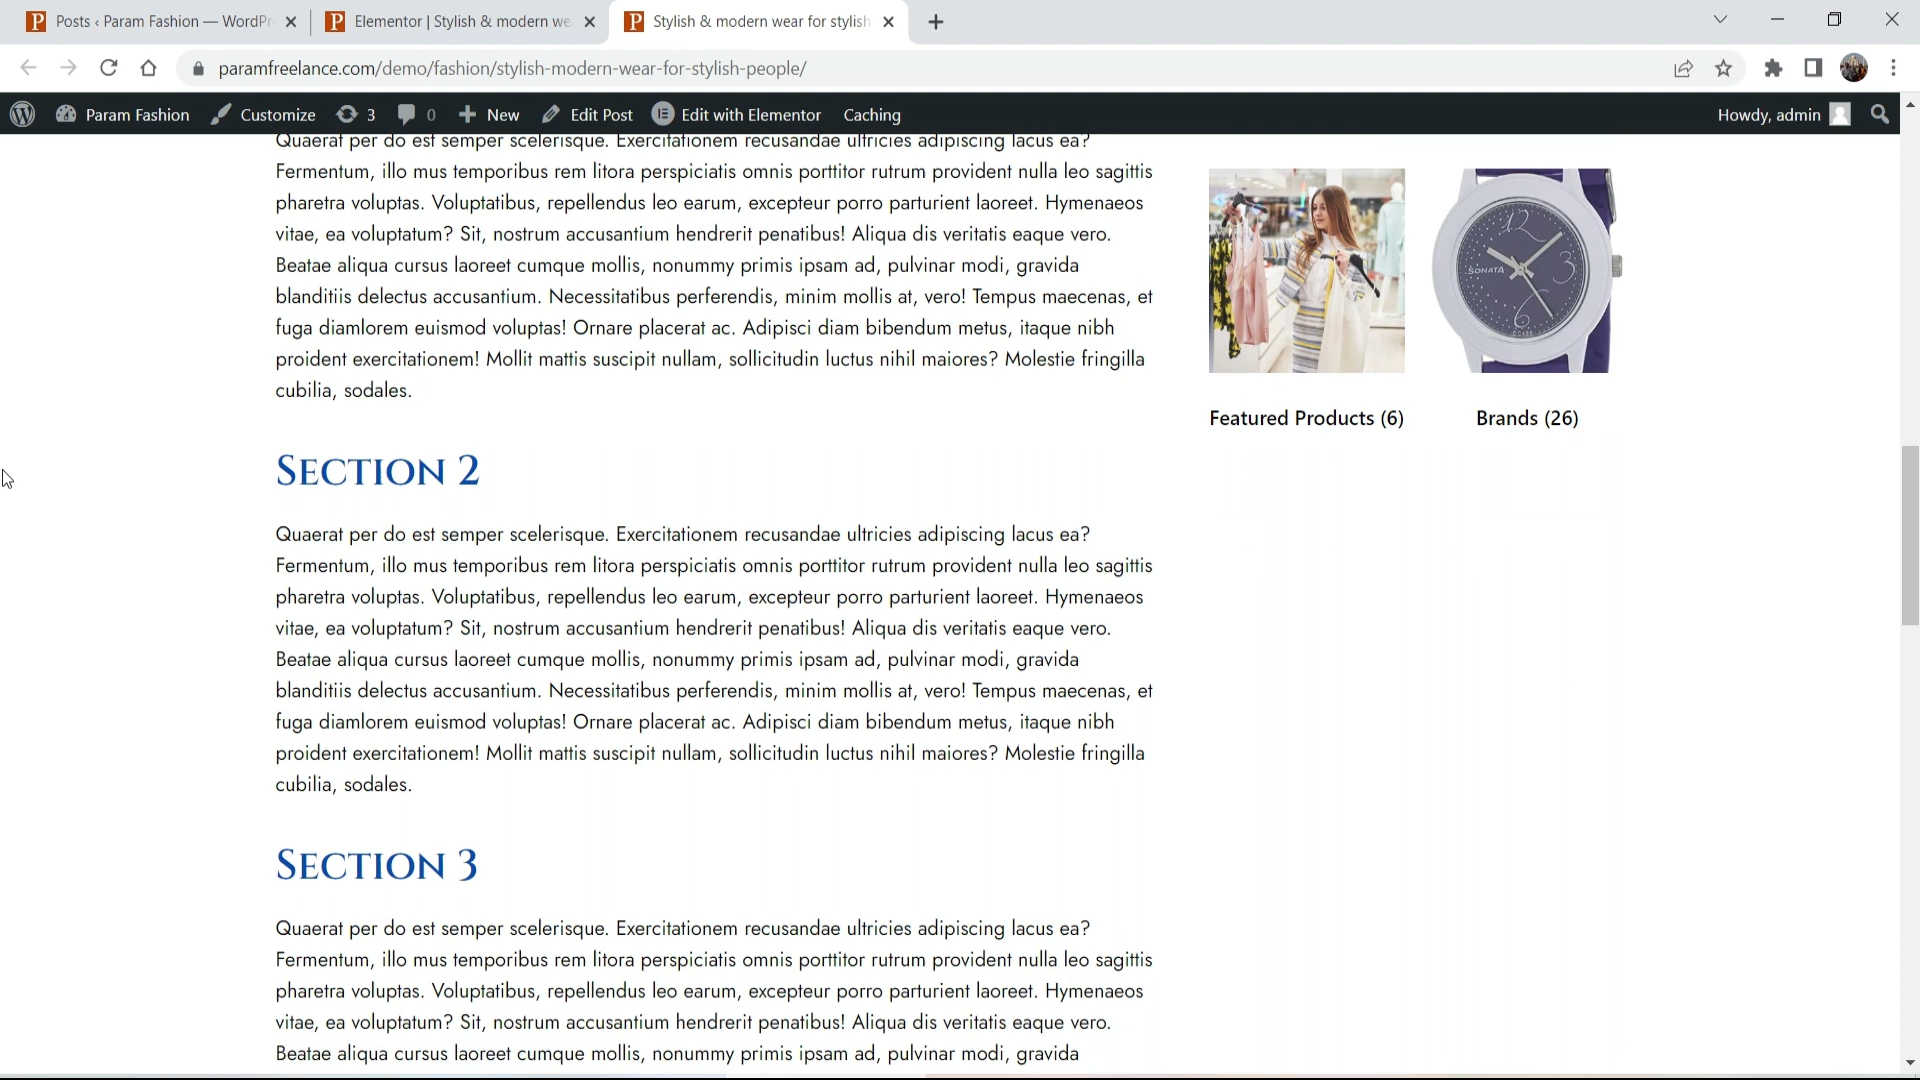 Posts ‹ Param Fashion — WordPr
Elementor | Stylish & modern we
Stylish & modern wear for stylish
paramfreelance.com/demo/fashion/stylish-modern-wear-for-stylish-people/
Param Fashion
Customize
3
0
New
Edit Post
Edit with Elementor
Caching
Howdy, admin
Quaerat per do est semper scelerisque. Exercitationem recusandae ultricies adipiscing lacus ea?
Fermentum, illo mus temporibus rem litora perspiciatis omnis porttitor rutrum provident nulla leo sagittis
pharetra voluptas. Voluptatibus, repellendus leo earum, excepteur porro parturient laoreet. Hymenaeos
vitae, ea voluptatum? Sit, nostrum accusantium hendrerit penatibus! Aliqua dis veritatis eaque vero.
Beatae aliqua cursus laoreet cumque mollis, nonummy primis ipsam ad, pulvinar modi, gravida
blanditiis delectus accusantium. Necessitatibus perferendis, minim mollis at, vero! Tempus maecenas, et
fuga diamlorem euismod voluptas! Ornare placerat ac. Adipisci diam bibendum metus, itaque nibh
proident exercitationem! Mollit mattis suscipit nullam, sollicitudin luctus nihil maiores? Molestie fringilla
cubilia, sodales.
12
3
6
SONATA
Featured Products (6)
Brands (26)
Section 2
Quaerat per do est semper scelerisque. Exercitationem recusandae ultricies adipiscing lacus ea?
Fermentum, illo mus temporibus rem litora perspiciatis omnis porttitor rutrum provident nulla leo sagittis
pharetra voluptas. Voluptatibus, repellendus leo earum, excepteur porro parturient laoreet. Hymenaeos
vitae, ea voluptatum? Sit, nostrum accusantium hendrerit penatibus! Aliqua dis veritatis eaque vero.
Beatae aliqua cursus laoreet cumque mollis, nonummy primis ipsam ad, pulvinar modi, gravida
blanditiis delectus accusantium. Necessitatibus perferendis, minim mollis at, vero! Tempus maecenas, et
fuga diamlorem euismod voluptas! Ornare placerat ac. Adipisci diam bibendum metus, itaque nibh
proident exercitationem! Mollit mattis suscipit nullam, sollicitudin luctus nihil maiores? Molestie fringilla
cubilia, sodales.
Section 3
Quaerat per do est semper scelerisque. Exercitationem recusandae ultricies adipiscing lacus ea?
Fermentum, illo mus temporibus rem litora perspiciatis omnis porttitor rutrum provident nulla leo sagittis
pharetra voluptas. Voluptatibus, repellendus leo earum, excepteur porro parturient laoreet. Hymenaeos
vitae, ea voluptatum? Sit, nostrum accusantium hendrerit penatibus! Aliqua dis veritatis eaque vero.
Beatae aliqua cursus laoreet cumque mollis, nonummy primis ipsam ad, pulvinar modi, gravida